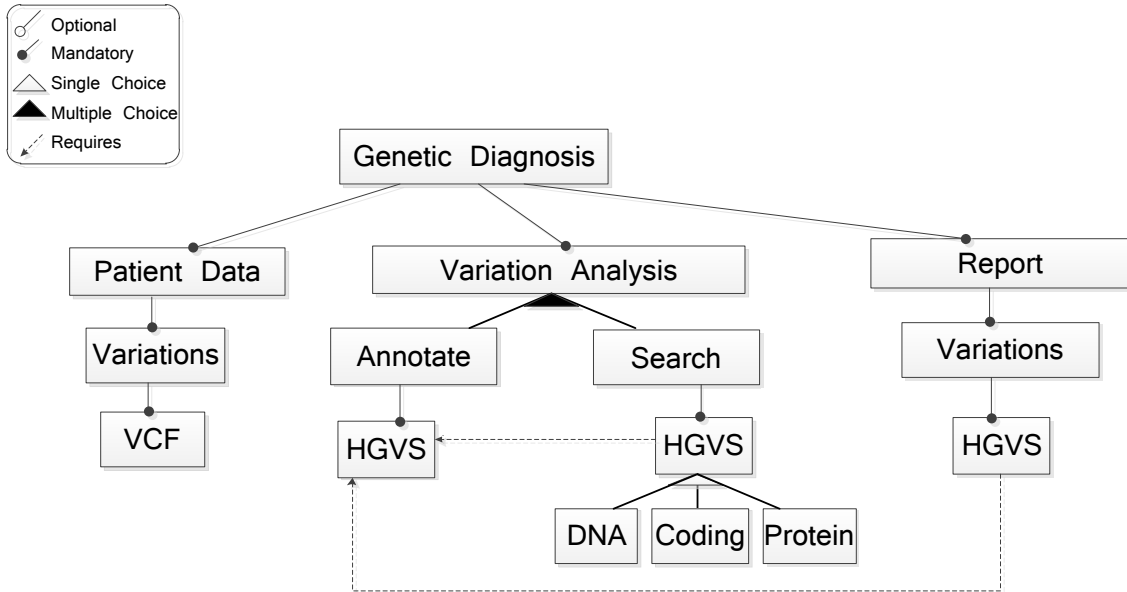 Optional
Mandatory
Single Choice
Multiple Choice
Requires
Genetic Diagnosis
Patient Data
Variation Analysis
Report
Variations
Annotate
Search
Variations
VCF
HGVS
HGVS
HGVS
DNA
Coding
Protein